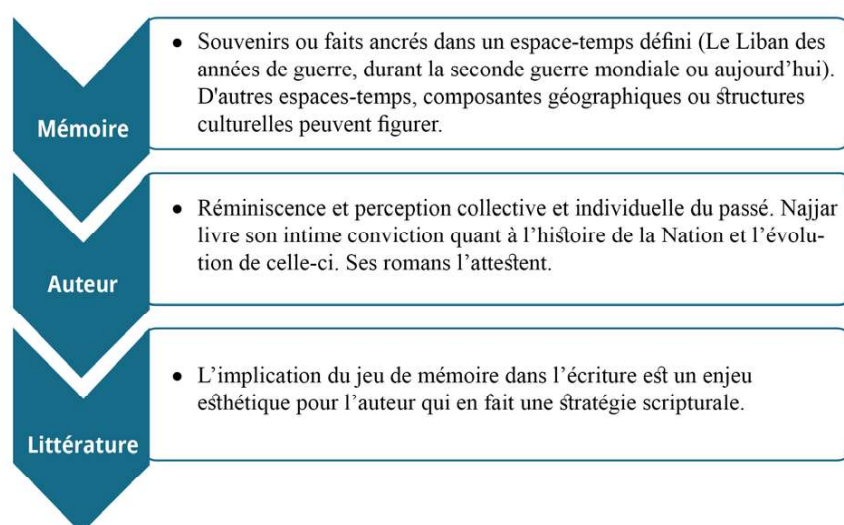 Mémoire
• Souvenirs ou faits ancrés dans un espace-temps défini (Le Liban des
années de guerre, durant la seconde guerre mondiale ou aujourd’hui).
D'autres espaces-temps, composantes géographiques ou structures
culturelles peuvent figurer.
Auteur
• Réminiscence et perception collective et individuelle du passé. Najjar
livre son intime conviction quant à l’histoire de la Nation et l’évolu-
tion de celle-ci. Ses romans l’attestent.
Littérature
• L’implication du jeu de mémoire dans l’écriture est un enjeu
esthétique pour l’auteur qui en fait une stratégie scripturale.